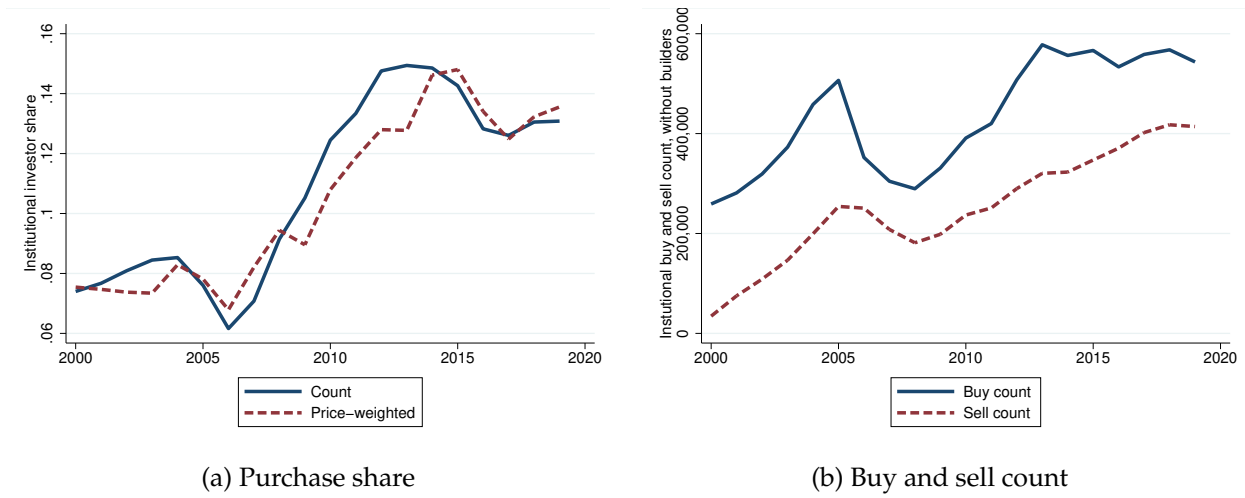 Institutional investor share
.06
.08
.1
.12
.14
.16
2000
2005
2010
2015
2020
Count
Price−weighted
(a) Purchase share
Instutional buy and sell count, without builders
0
200,000
400,000
600,000
2000
2005
2010
2015
2020
Buy count
Sell count
(b) Buy and sell count